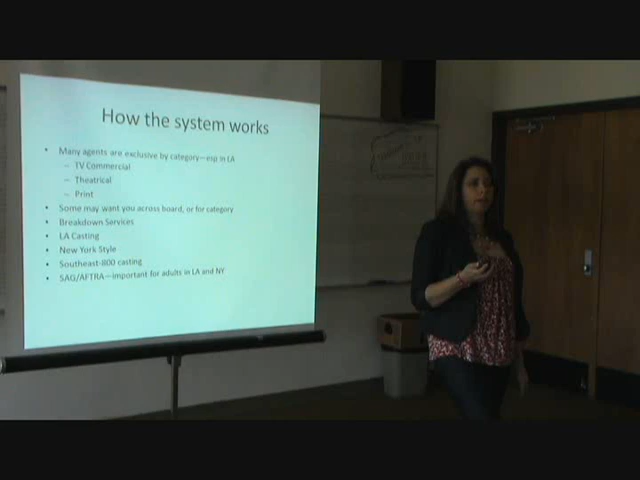 How the system works
• Many agents are exclusive by category—esp in LA
– TV Commercial
– Theatrical
– Print
• Some may want you across board, or for category
• Breakdown Services
• LA Casting
• New York Style
• Southeast-800 casting
• SAG/AFTRA—important for adults in LA and NY